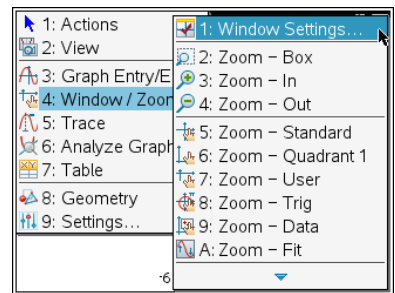 1: Actions
2: View
3: Graph Entry/E
4: Window / Zoon
5: Trace
6: Analyze Graph
7: Table
8: Geometry
9: Settings...
1: Window Settings...
2: Zoom – Box
3: Zoom – In
4: Zoom – Out
5: Zoom – Standard
6: Zoom – Quadrant 1
7: Zoom – User
8: Zoom – Trig
9: Zoom – Data
A: Zoom – Fit
-6